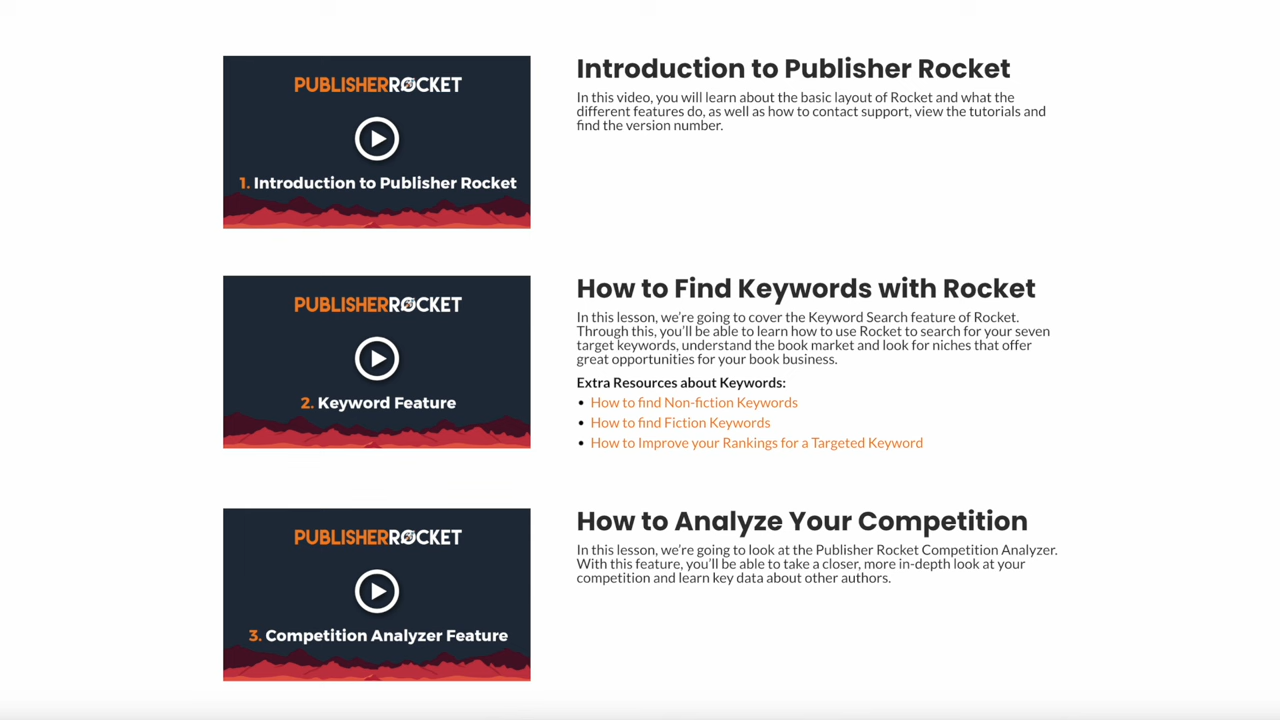 PUBLISHERROCKET
1. Introduction to Publisher Rocket
Introduction to Publisher Rocket
In this video, you will learn about the basic layout of Rocket and what the
different features do, as well as how to contact support, view the tutorials and
find the version number.
PUBLISHERROCKET
2. Keyword Feature
How to Find Keywords with Rocket
In this lesson, we're going to cover the Keyword Search feature of Rocket.
Through this, you'll be able to learn how to use Rocket to search for your seven
target keywords, understand the book market and look for niches that offer
great opportunities for your book business.
Extra Resources about Keywords:
• How to find Non-fiction Keywords
• How to find Fiction Keywords
• How to Improve your Rankings for a Targeted Keyword
PUBLISHERROCKET
3. Competition Analyzer Feature
How to Analyze Your Competition
In this lesson, we're going to look at the Publisher Rocket Competition Analyzer.
With this feature, you'll be able to take a closer, more in-depth look at your
competition and learn key data about other authors.